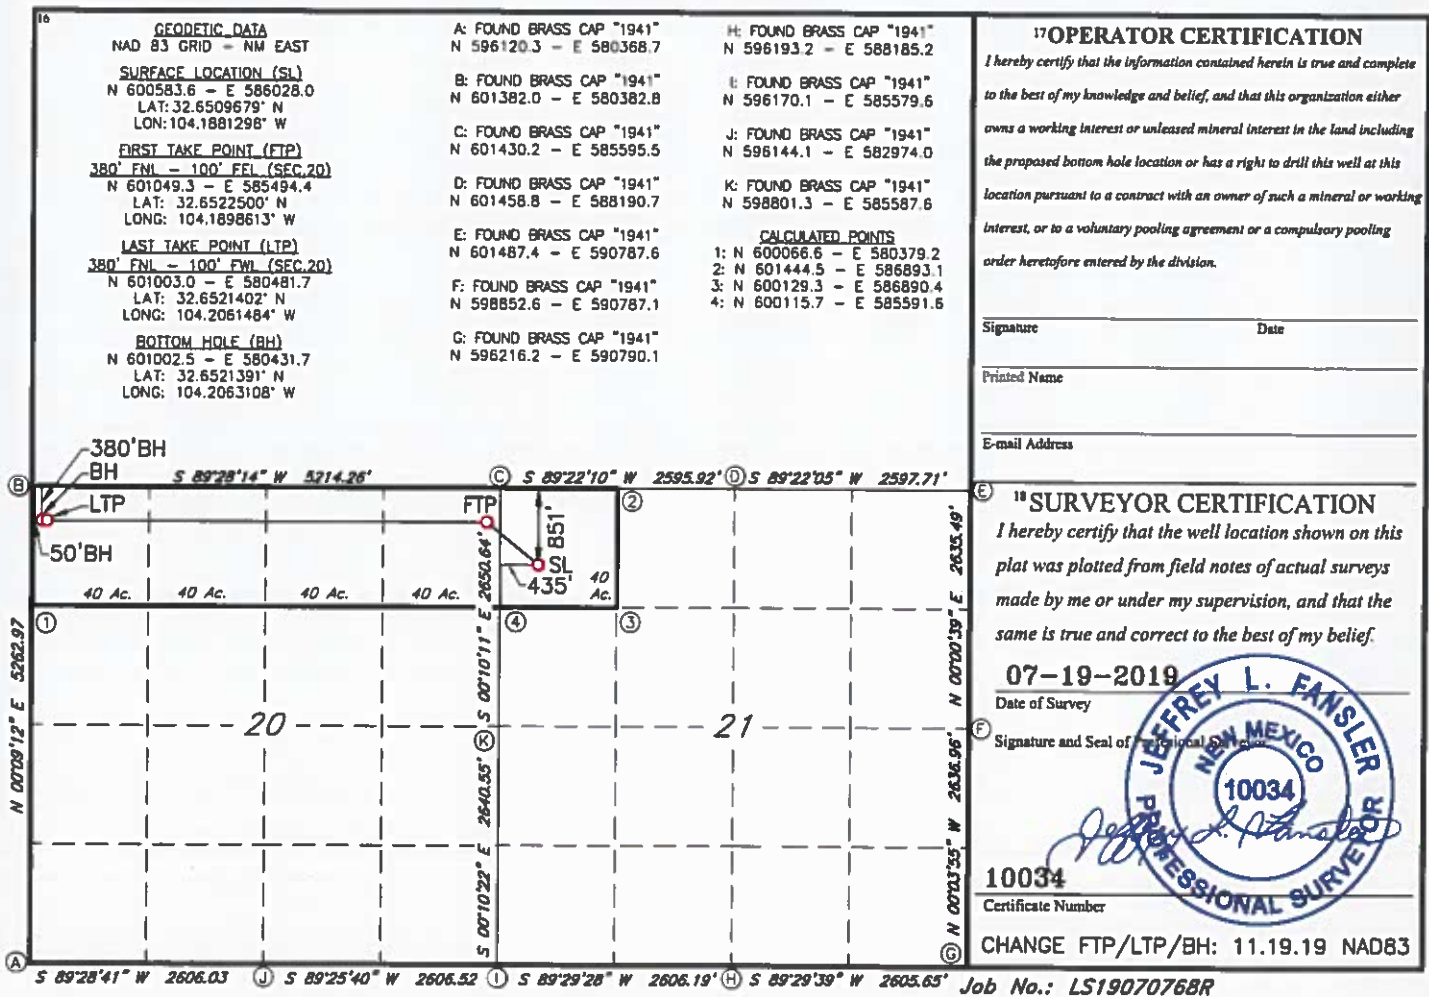 16
GEODETIC DATA
NAD 83 GRID - NM EAST
SURFACE LOCATION (SL)
N 600583.6 - E 586028.0
LAT: 32.6509679° N
LON: 104.1881298° W
FIRST TAKE POINT (FTP)
380' FNL - 100' FEL (SEC.20)
N 601049.3 - E 585494.4
LAT: 32.6522500° N
LONG: 104.1898613° W
LAST TAKE POINT (LTP)
380' FNL - 100' FWL (SEC.20)
N 601003.0 - E 580481.7
LAT: 32.6521402° N
LONG: 104.2061484° W
BOTTOM HOLE (BH)
N 601002.5 - E 580431.7
LAT: 32.6521391° N
LONG: 104.2063108° W
A: FOUND BRASS CAP "1941"
N 596120.3 - E 580368.7
B: FOUND BRASS CAP "1941"
N 601382.0 - E 580382.8
C: FOUND BRASS CAP "1941"
N 601430.2 - E 585595.5
D: FOUND BRASS CAP "1941"
N 601458.8 - E 588190.7
E: FOUND BRASS CAP "1941"
N 601487.4 - E 590787.6
F: FOUND BRASS CAP "1941"
N 598852.6 - E 590787.1
G: FOUND BRASS CAP "1941"
N 596216.2 - E 590790.1
H: FOUND BRASS CAP "1941"
N 596193.2 - E 588185.2
I: FOUND BRASS CAP "1941"
N 596170.1 - E 585579.6
J: FOUND BRASS CAP "1941"
N 596144.1 - E 582974.0
K: FOUND BRASS CAP "1941"
N 598801.3 - E 585587.6
CALCULATED POINTS
1: N 600066.6 - E 580379.2
2: N 601444.5 - E 586893.1
3: N 600129.3 - E 586890.4
4: N 600115.7 - E 585591.6
17 OPERATOR CERTIFICATION
I hereby certify that the information contained herein is true and complete
to the best of my knowledge and belief, and that this organization either
owns a working interest or unleased mineral interest in the land including
the proposed bottom hole location or has a right to drill this well at this
location pursuant to a contract with an owner of such a mineral or working
interest, or to a voluntary pooling agreement or a compulsory pooling
order heretofore entered by the division.
Signature Date
Printed Name
E-mail Address
18 SURVEYOR CERTIFICATION
I hereby certify that the well location shown on this
plat was plotted from field notes of actual surveys
made by me or under my supervision, and that the
same is true and correct to the best of my belief.
07-19-2019
Date of Survey
Signature and Seal of Professional Surveyor
JEFFREY L. FANSLER
NEW MEXICO
10034
PROFESSIONAL SURVEYOR
Jeffrey L. Fansler
10034
Certificate Number
CHANGE FTP/LTP/BH: 11.19.19 NAD83
Job No.: LS19070768R
380'BH
BH
LTP
50'BH
B
S 89°28'14" W 5214.26'
C
S 89°22'10" W 2595.92'
D
S 89°22'05" W 2597.71'
E
FTP
851'
SL
435'
2
40 Ac.
40 Ac.
40 Ac.
40 Ac.
40
Ac.
1
4
3
N 00°09'12" E 5262.97
S 00°10'11" E 2650.64'
N 00°00'39" E 2635.49'
20
21
K
F
S 00°10'22" E 2640.55'
N 00°03'55" W 2636.96'
A
S 89°28'41" W 2606.03
J
S 89°25'40" W 2606.52
I
S 89°29'28" W 2606.19'
H
S 89°29'39" W 2605.65'
G